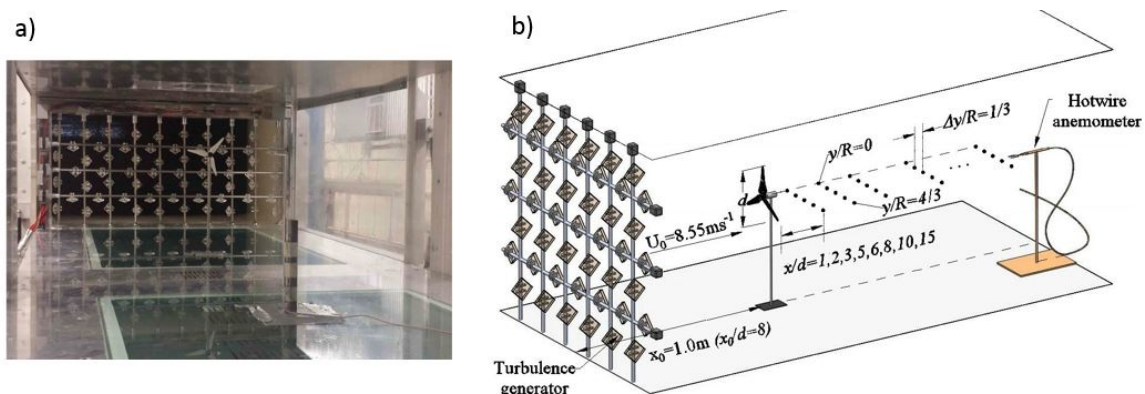 a)
b)
Hotwire
anemometer
Δy/R=1/3
y/R=0
d
y/R=4/3
U₀=8.55ms⁻¹
x/d=1,2,3,5,6,8,10,15
x₀=1.0m (x₀/d=8)
Turbulence
generator